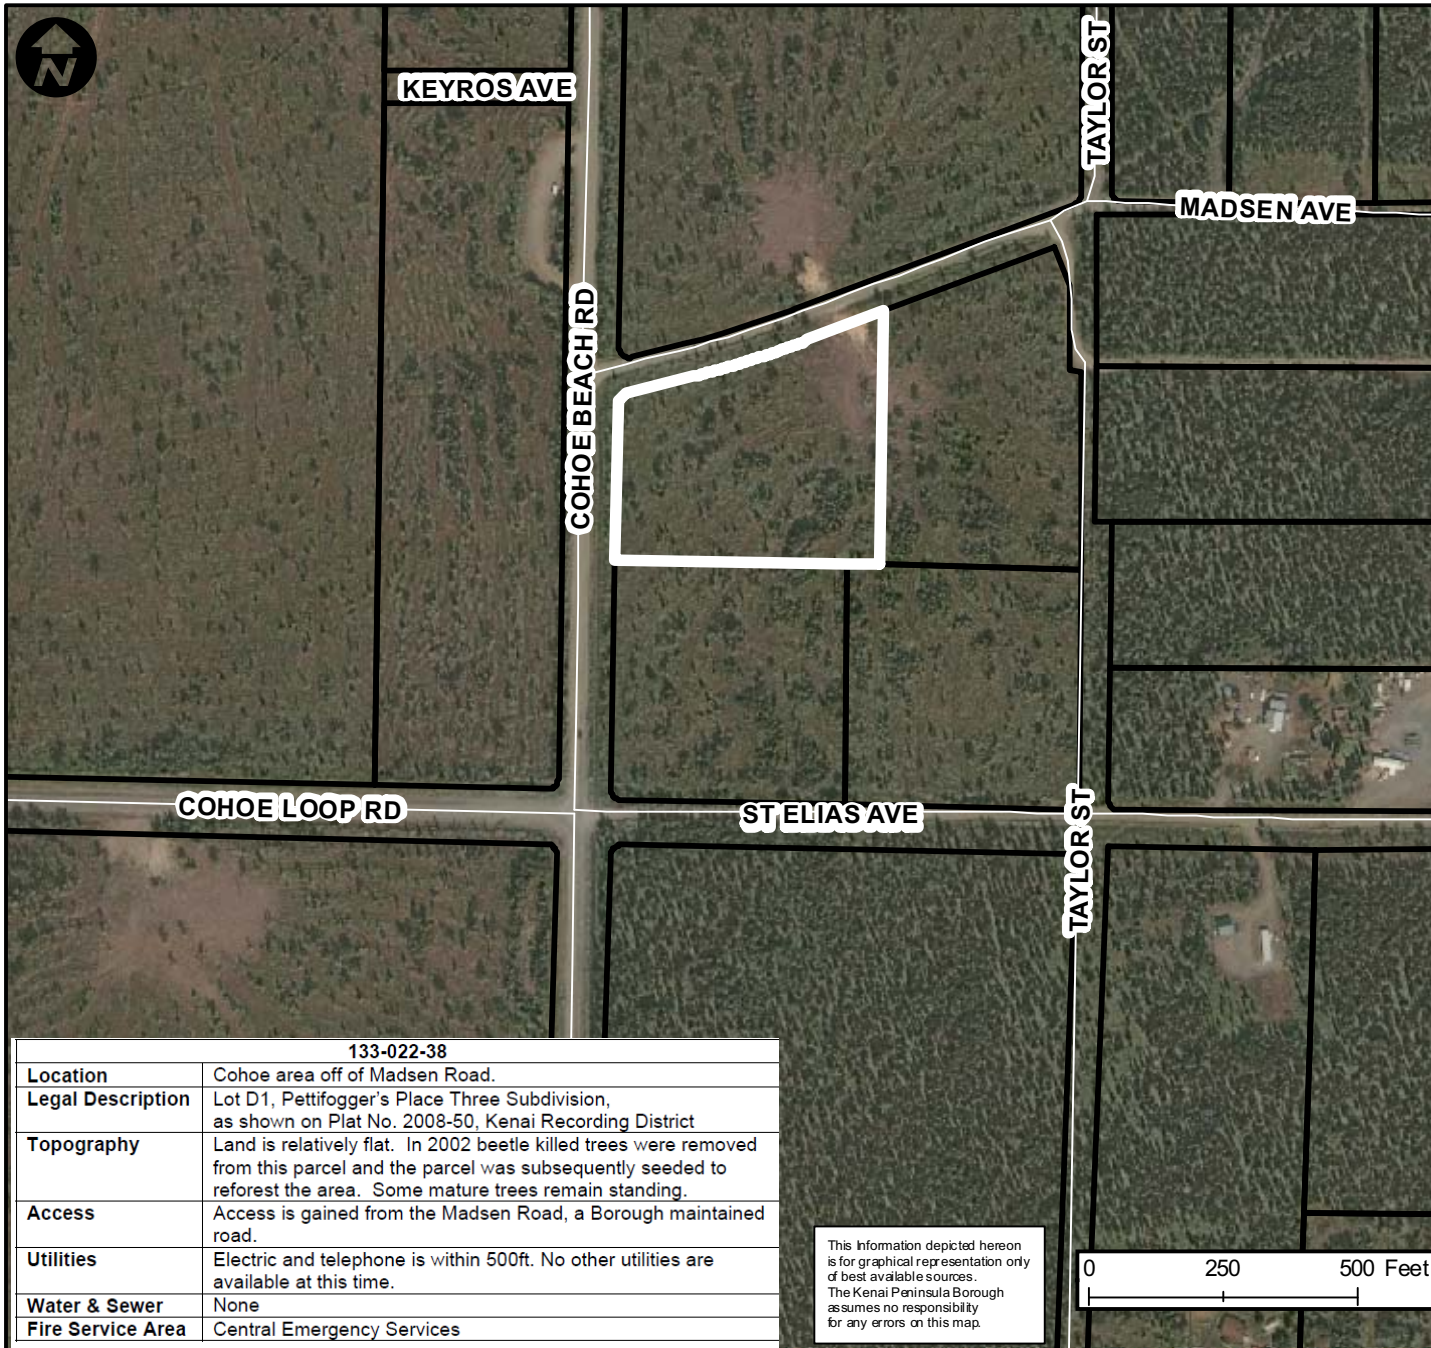 N
KEYROS AVE
TAYLOR ST
MADSEN AVE
COHOE BEACH RD
COHOE LOOP RD
ST ELIAS AVE
TAYLOR ST
133-022-38
Location Cohoe area off of Madsen Road.
Legal Description Lot D1, Pettifogger's Place Three Subdivision,
as shown on Plat No. 2008-50, Kenai Recording District
Topography Land is relatively flat. In 2002 beetle killed trees were removed
from this parcel and the parcel was subsequently seeded to
reforest the area. Some mature trees remain standing.
Access Access is gained from the Madsen Road, a Borough maintained
road.
Utilities Electric and telephone is within 500ft. No other utilities are
available at this time.
Water & Sewer None
Fire Service Area Central Emergency Services
This Information depicted hereon
is for graphical representation only
of best available sources.
The Kenai Peninsula Borough
assumes no responsibility
for any errors on this map.
0 250 500 Feet